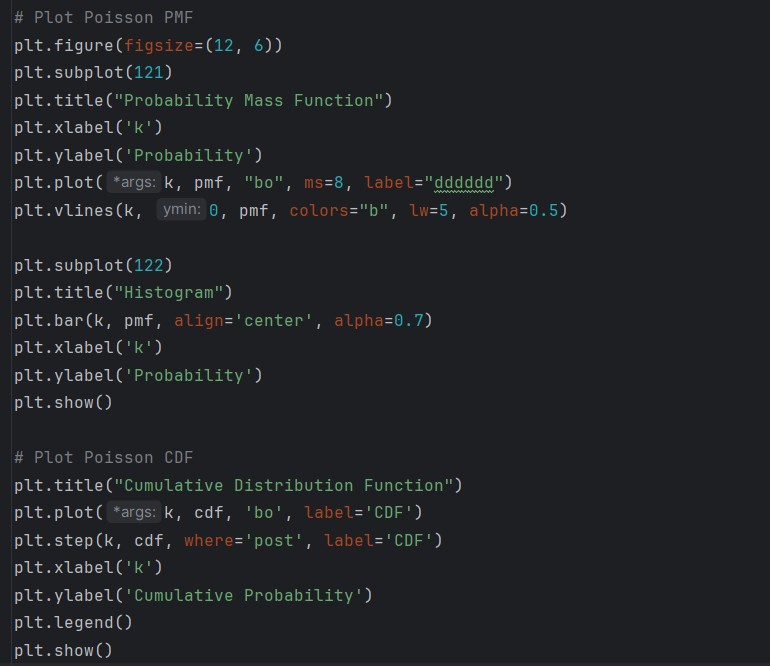 # Plot Poisson PMF
plt.figure(figsize=(12, 6))
plt.subplot(121)
plt.title("Probability Mass Function")
plt.xlabel('k')
plt.ylabel('Probability')
plt.plot( *args: k, pmf, "bo", ms=8, label="dddddd")
plt.vlines(k, ymin: 0, pmf, colors="b", lw=5, alpha=0.5)
plt.subplot(122)
plt.title("Histogram")
plt.bar(k, pmf, align='center', alpha=0.7)
plt.xlabel('k')
plt.ylabel('Probability')
plt.show()
# Plot Poisson CDF
plt.title("Cumulative Distribution Function")
plt.plot( *args: k, cdf, 'bo', label='CDF')
plt.step(k, cdf, where='post', label='CDF')
plt.xlabel('k')
plt.ylabel('Cumulative Probability')
plt.legend()
plt.show()